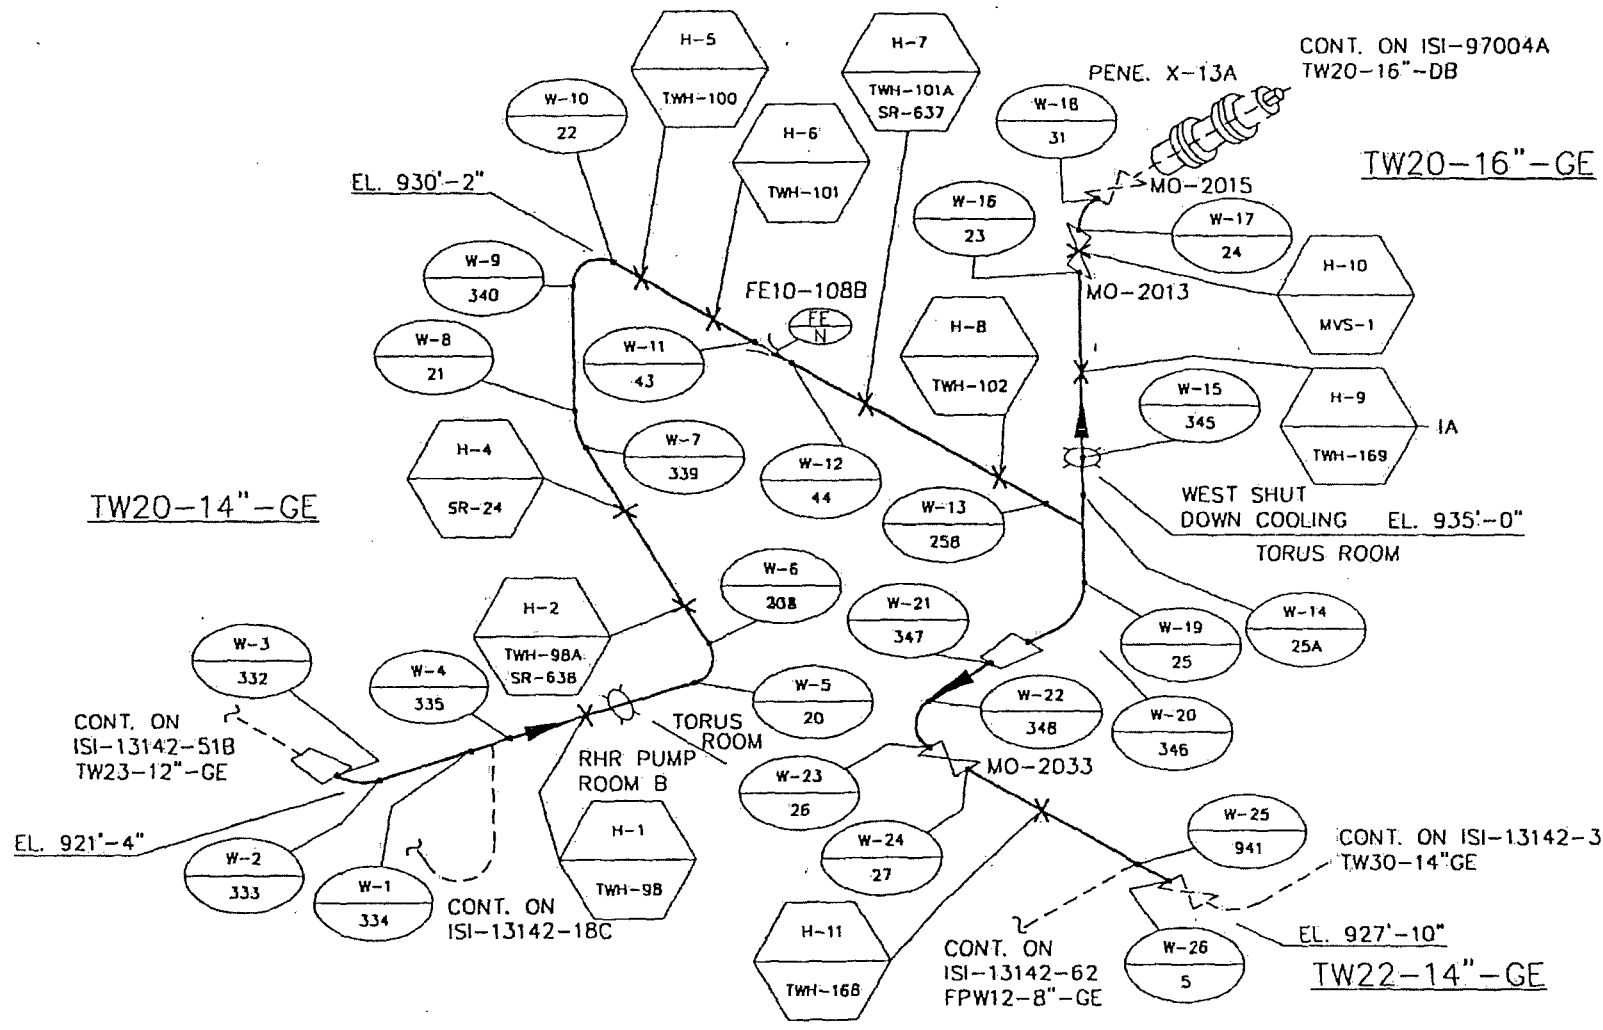 H-5
TWH-100
H-7
TWH-101A
SR-637
CONT. ON ISI-97004A
TW20-16"-DB
PENE. X-13A
W-10
22
W-18
31
H-6
TWH-101
TW20-16"-GE
EL. 930'-2"
MO-2015
W-16
23
W-17
24
W-9
340
H-10
MVS-1
FE10-108B
FE
N
MO-2013
H-8
TWH-102
W-8
21
W-11
43
W-15
345
H-9
TWH-169
1A
W-7
339
H-4
SR-24
W-12
44
TW20-14"-GE
W-13
258
WEST SHUT
DOWN COOLING
EL. 935'-0"
TORUS ROOM
W-6
H-2
TWH-98A
SR-638
W-21
347
W-14
25A
W-19
25
W-3
332
W-4
335
W-5
20
W-22
348
W-20
346
CONT. ON
ISI-13142-51B
TW23-12"-GE
TORUS
ROOM
RHR PUMP
ROOM B
W-23
26
MO-2033
EL. 921'-4"
W-2
333
W-1
334
H-1
TWH-98
W-24
27
W-25
941
CONT. ON ISI-13142-3
TW30-14"GE
CONT. ON
ISI-13142-18C
H-11
TWH-168
CONT. ON
ISI-13142-62
FPW12-8"-GE
W-26
5
EL. 927'-10"
TW22-14"-GE